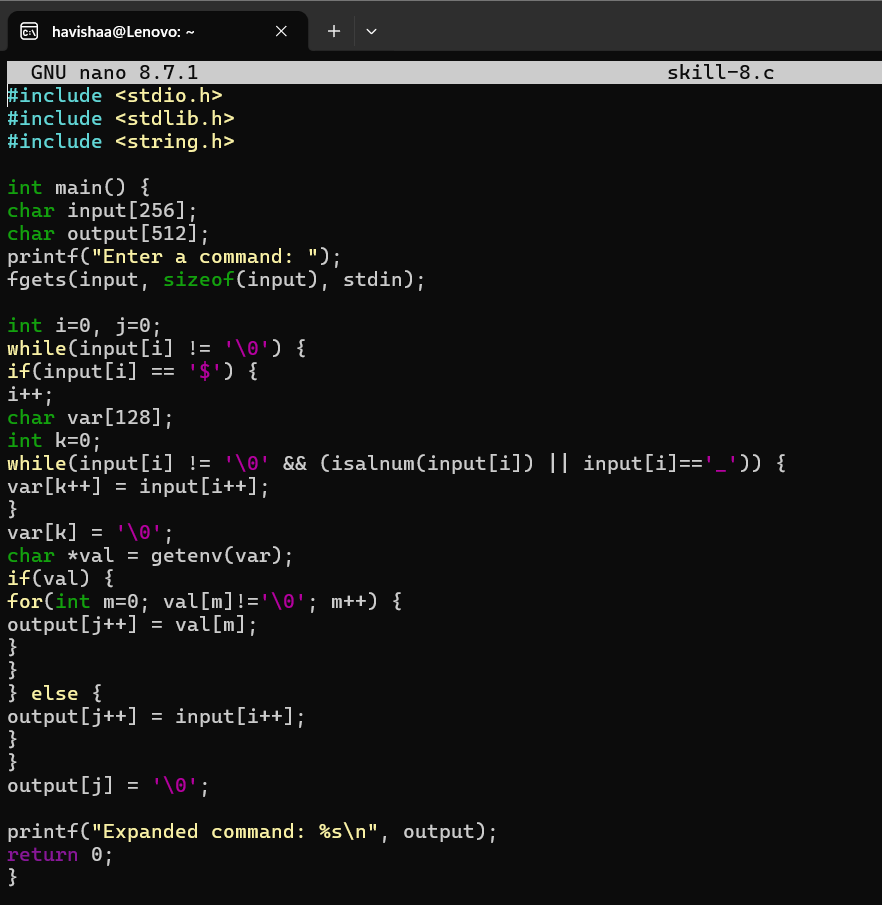 havishaa@Lenovo: ~
GNU nano 8.7.1 skill-8.c
#include <stdio.h>
#include <stdlib.h>
#include <string.h>
int main() {
char input[256];
char output[512];
printf("Enter a command: ");
fgets(input, sizeof(input), stdin);
int i=0, j=0;
while(input[i] != '\0') {
if(input[i] == '$') {
i++;
char var[128];
int k=0;
while(input[i] != '\0' && (isalnum(input[i]) || input[i]=='_')) {
var[k++] = input[i++];
}
var[k] = '\0';
char *val = getenv(var);
if(val) {
for(int m=0; val[m]!='\0'; m++) {
output[j++] = val[m];
}
}
} else {
output[j++] = input[i++];
}
}
output[j] = '\0';
printf("Expanded command: %s\n", output);
return 0;
}